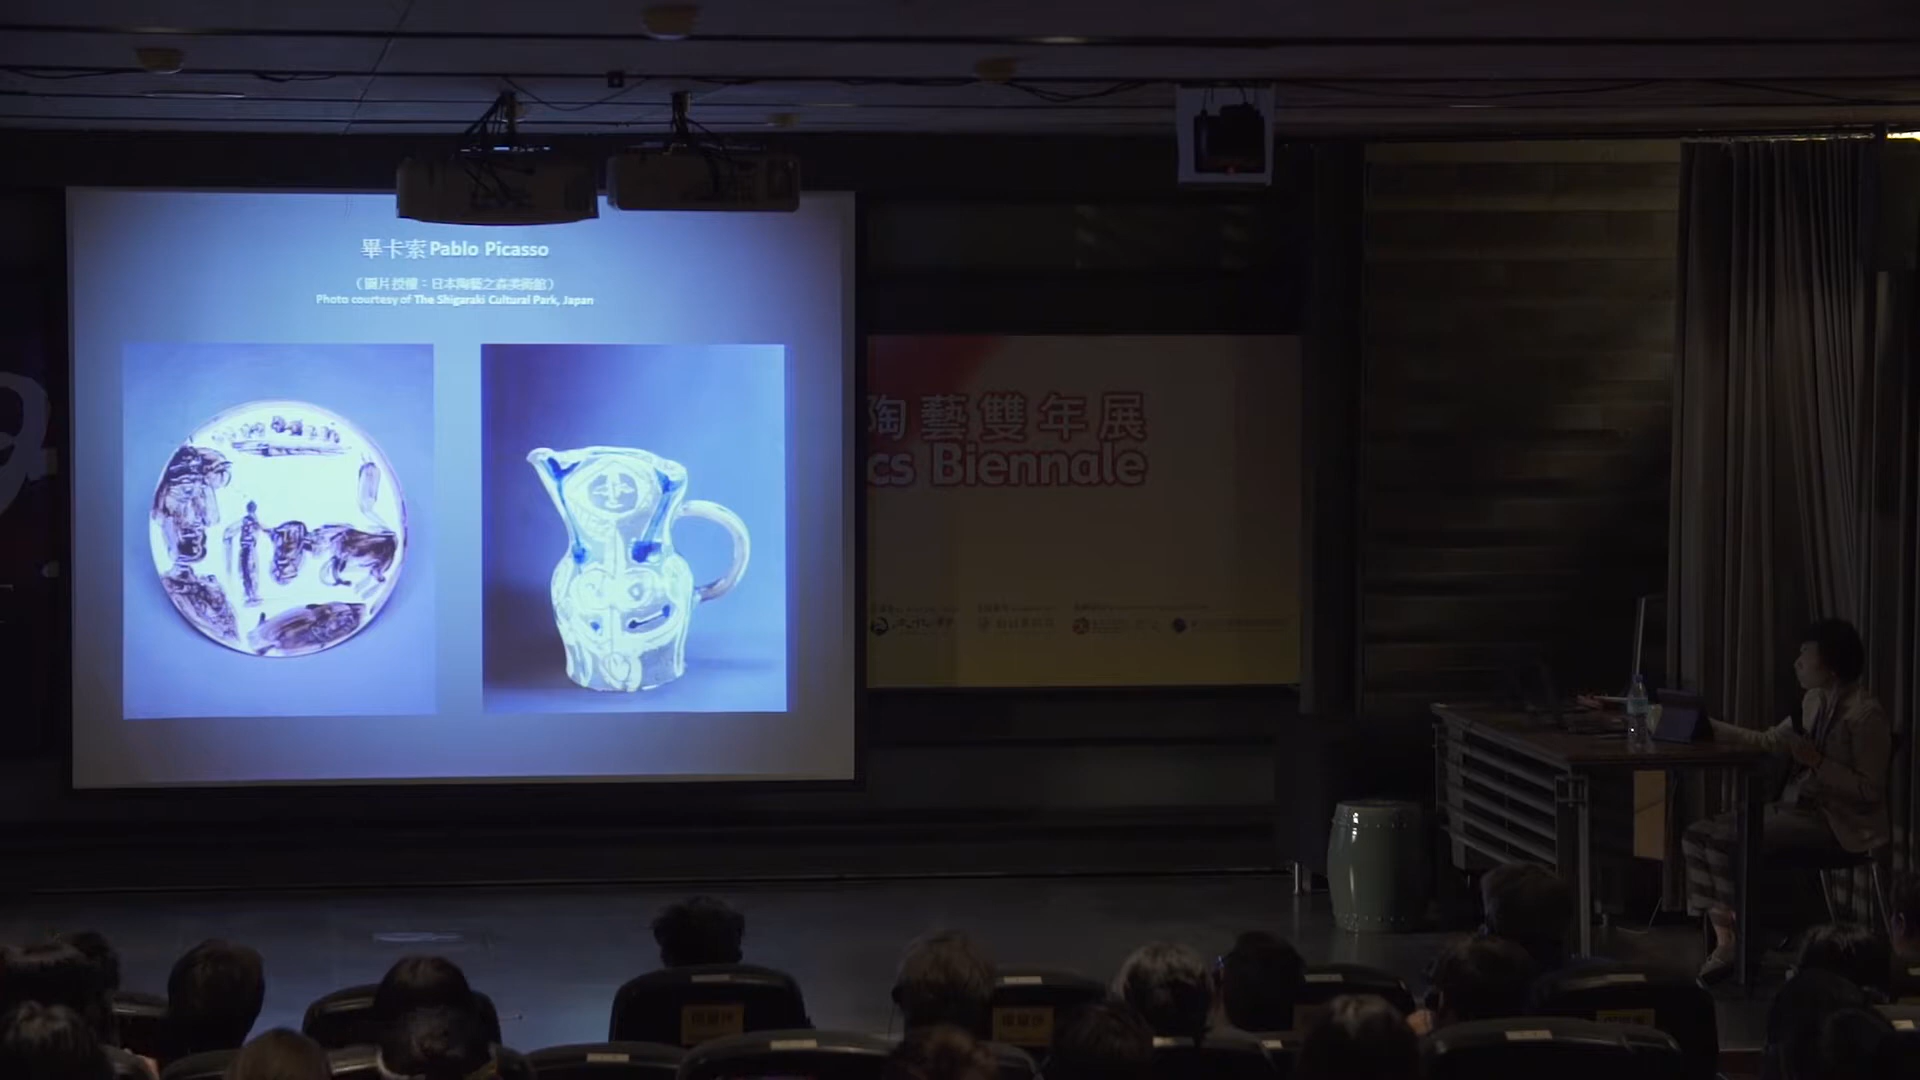 畢卡索 Pablo Picasso
（圖片授權：日本陶藝之森美術館）
Photo courtesy of The Shigaraki Cultural Park, Japan
陶藝雙年展
cs Biennale